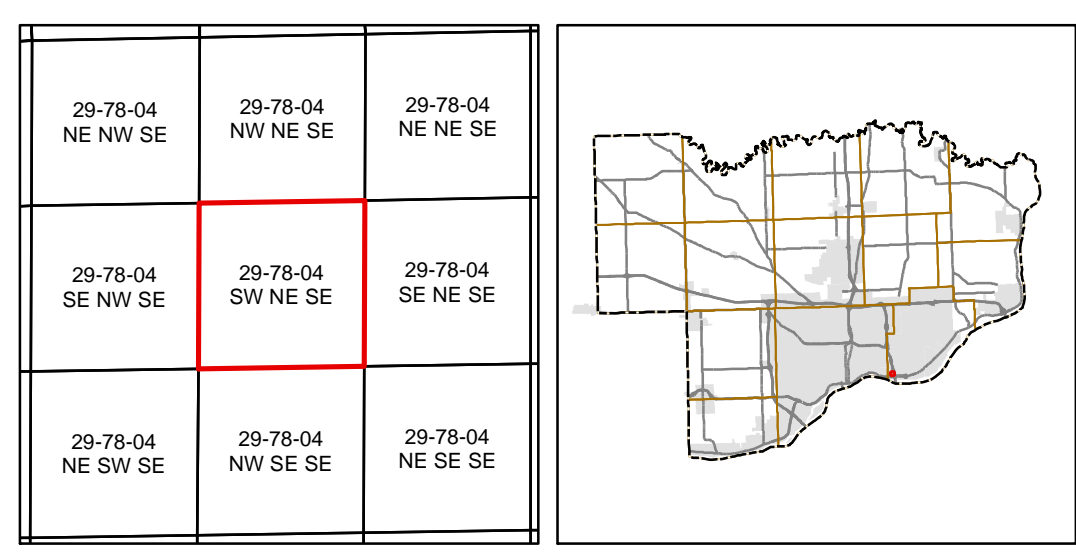 29-78-04
NE NW SE
29-78-04
NW NE SE
29-78-04
NE NE SE
29-78-04
SE NW SE
29-78-04
SW NE SE
29-78-04
SE NE SE
29-78-04
NE SW SE
29-78-04
NW SE SE
29-78-04
NE SE SE